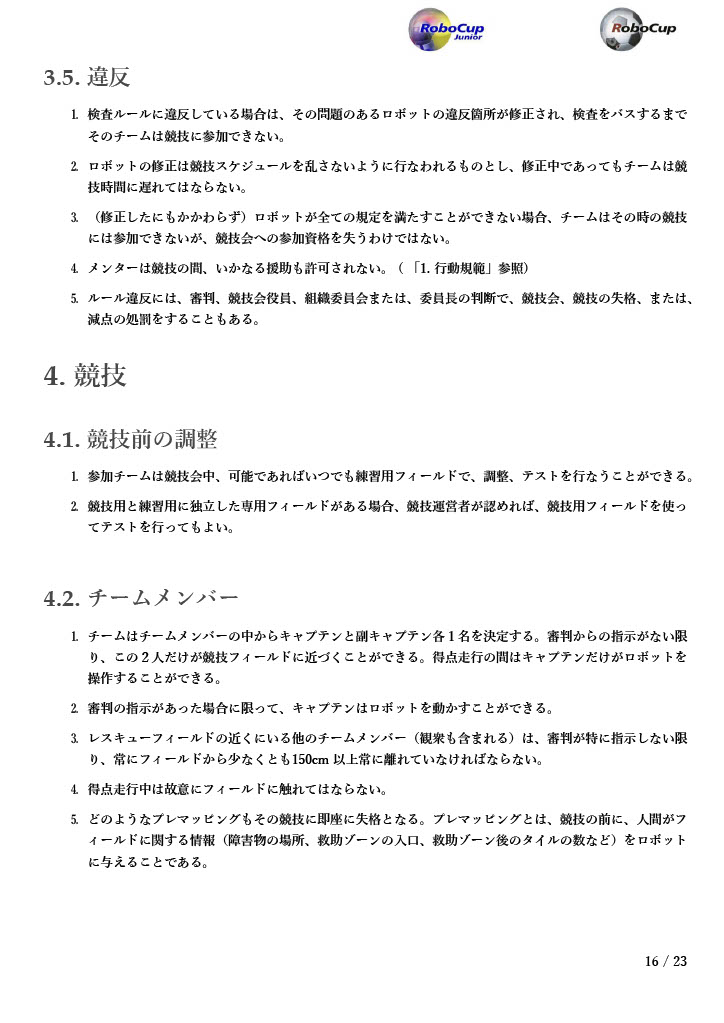 RoboCup
Junior
RoboCup
3.5. 違反
1. 検査ルールに違反している場合は、その問題のあるロボットの違反箇所が修正され、検査をパスするまで
そのチームは競技に参加できない。
2. ロボットの修正は競技スケジュールを乱さないように行なわれるものとし、修正中であってもチームは競
技時間に遅れてはならない。
3. （修正したにもかかわらず）ロボットが全ての規定を満たすことができない場合、チームはその時の競技
には参加できないが、競技会への参加資格を失うわけではない。
4. メンターは競技の間、いかなる援助も許可されない。（「1. 行動規範」参照）
5. ルール違反には、審判、競技会役員、組織委員会または、委員長の判断で、競技会、競技の失格、または、
減点の処罰をすることもある。
4. 競技
4.1. 競技前の調整
1. 参加チームは競技会中、可能であればいつでも練習用フィールドで、調整、テストを行なうことができる。
2. 競技用と練習用に独立した専用フィールドがある場合、競技運営者が認めれば、競技用フィールドを使っ
てテストを行ってもよい。
4.2. チームメンバー
1. チームはチームメンバーの中からキャプテンと副キャプテン各１名を決定する。審判からの指示がない限
り、この２人だけが競技フィールドに近づくことができる。得点走行の間はキャプテンだけがロボットを
操作することができる。
2. 審判の指示があった場合に限って、キャプテンはロボットを動かすことができる。
3. レスキューフィールドの近くにいる他のチームメンバー（観衆も含まれる）は、審判が特に指示しない限
り、常にフィールドから少なくとも150cm 以上常に離れていなければならない。
4. 得点走行中は故意にフィールドに触れてはならない。
5. どのようなプレマッピングもその競技に即座に失格となる。プレマッピングとは、競技の前に、人間がフ
ィールドに関する情報（障害物の場所、救助ゾーンの入口、救助ゾーン後のタイルの数など）をロボット
に与えることである。
16 / 23